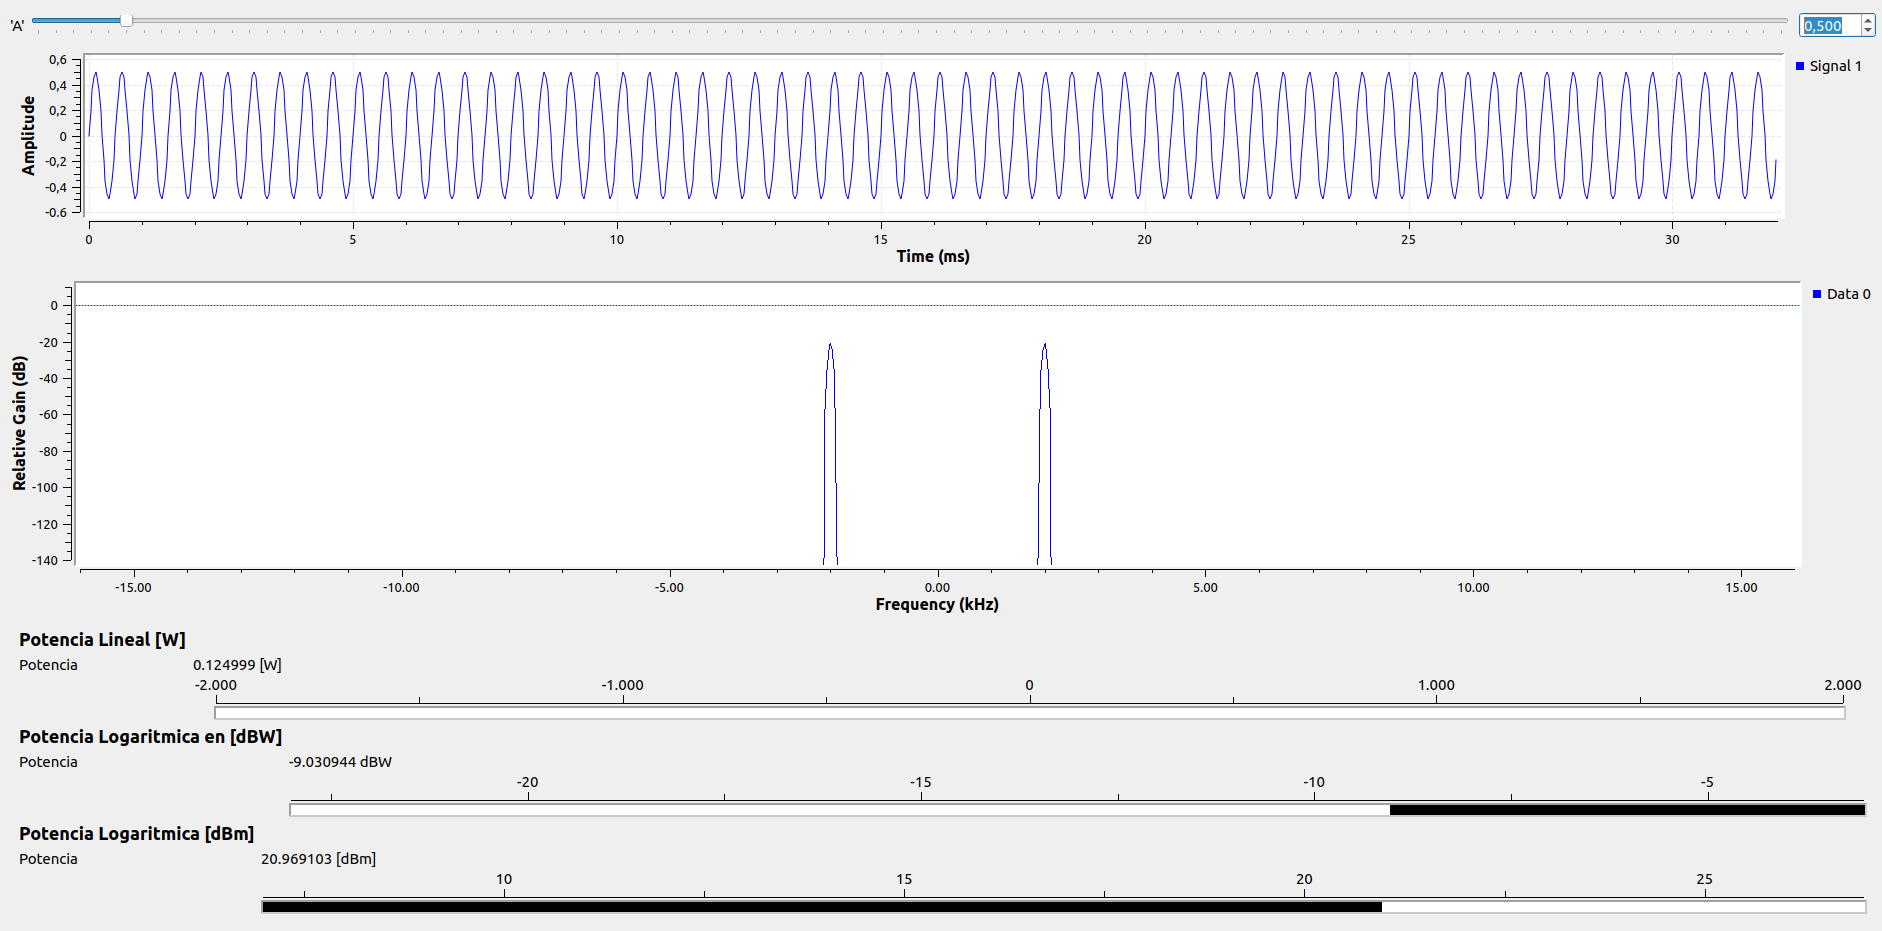 'A' 0,500
0,6
0,4
0,2
0
-0,2
-0,4
-0.6
Amplitude
Signal 1
0 5 10 15 20 25 30
Time (ms)
0
-20
-40
-60
-80
-100
-120
-140
Relative Gain (dB)
Data 0
-15.00 -10.00 -5.00 0.00 5.00 10.00 15.00
Frequency (kHz)
Potencia Lineal [W]
Potencia 0.124999 [W]
-2.000 -1.000 0 1.000 2.000
Potencia Logaritmica en [dBW]
Potencia -9.030944 dBW
-20 -15 -10 -5
Potencia Logaritmica [dBm]
Potencia 20.969103 [dBm]
10 15 20 25